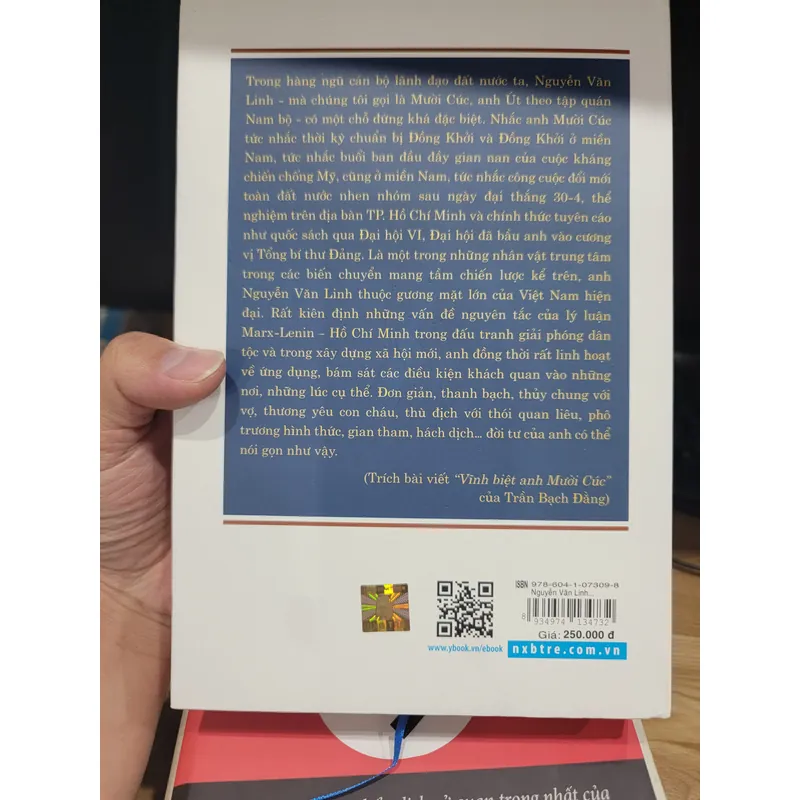 Trong hàng ngũ cán bộ lãnh đạo đất nước ta, Nguyễn Văn
Linh - mà chúng tôi gọi là Mười Cúc, anh Út theo tập quán
Nam bộ - có một chỗ đứng khá đặc biệt. Nhắc anh Mười Cúc
tức nhắc thời kỳ chuẩn bị Đồng Khởi và Đồng Khởi ở miền
Nam, tức nhắc buổi ban đầu đầy gian nan của cuộc kháng
chiến chống Mỹ, cũng ở miền Nam, tức nhắc công cuộc đổi mới
toàn đất nước nhen nhóm sau ngày đại thắng 30-4, thể
nghiệm trên địa bàn TP. Hồ Chí Minh và chính thức tuyên cáo
như quốc sách qua Đại hội VI, Đại hội đã bầu anh vào cương
vị Tổng bí thư Đảng. Là một trong những nhân vật trung tâm
trong các biến chuyển mang tầm chiến lược kể trên, anh
Nguyễn Văn Linh thuộc gương mặt lớn của Việt Nam hiện
đại. Rất kiên định những vấn đề nguyên tắc của lý luận
Marx-Lenin - Hồ Chí Minh trong đấu tranh giải phóng dân
tộc và trong xây dựng xã hội mới, anh đồng thời rất linh hoạt
về ứng dụng, bám sát các điều kiện khách quan vào những
nơi, những lúc cụ thể. Đơn giản, thanh bạch, thủy chung với
vợ, thương yêu con cháu, thù địch với thói quan liêu, phô
trương hình thức, gian tham, hách dịch... đời tư của anh có thể
nói gọn như vậy.
(Trích bài viết "Vĩnh biệt anh Mười Cúc"
của Trần Bạch Đằng)
ISBN 978-604-1-07309-8
Nguyễn Văn Linh...
8 934974 134732
Giá: 250.000 đ
www.ybook.vn/ebook
nxbtre.com.vn
quan trọng nhất của